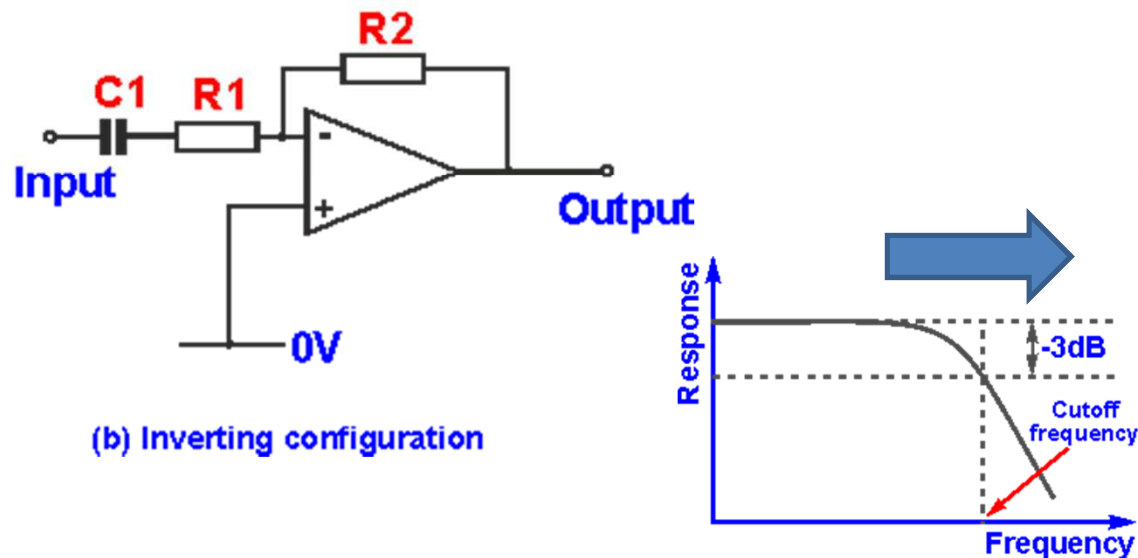 R2
C1
R1
-
+
Input
Output
0V
(b) Inverting configuration
Response
-3dB
Cutoff
frequency
Frequency